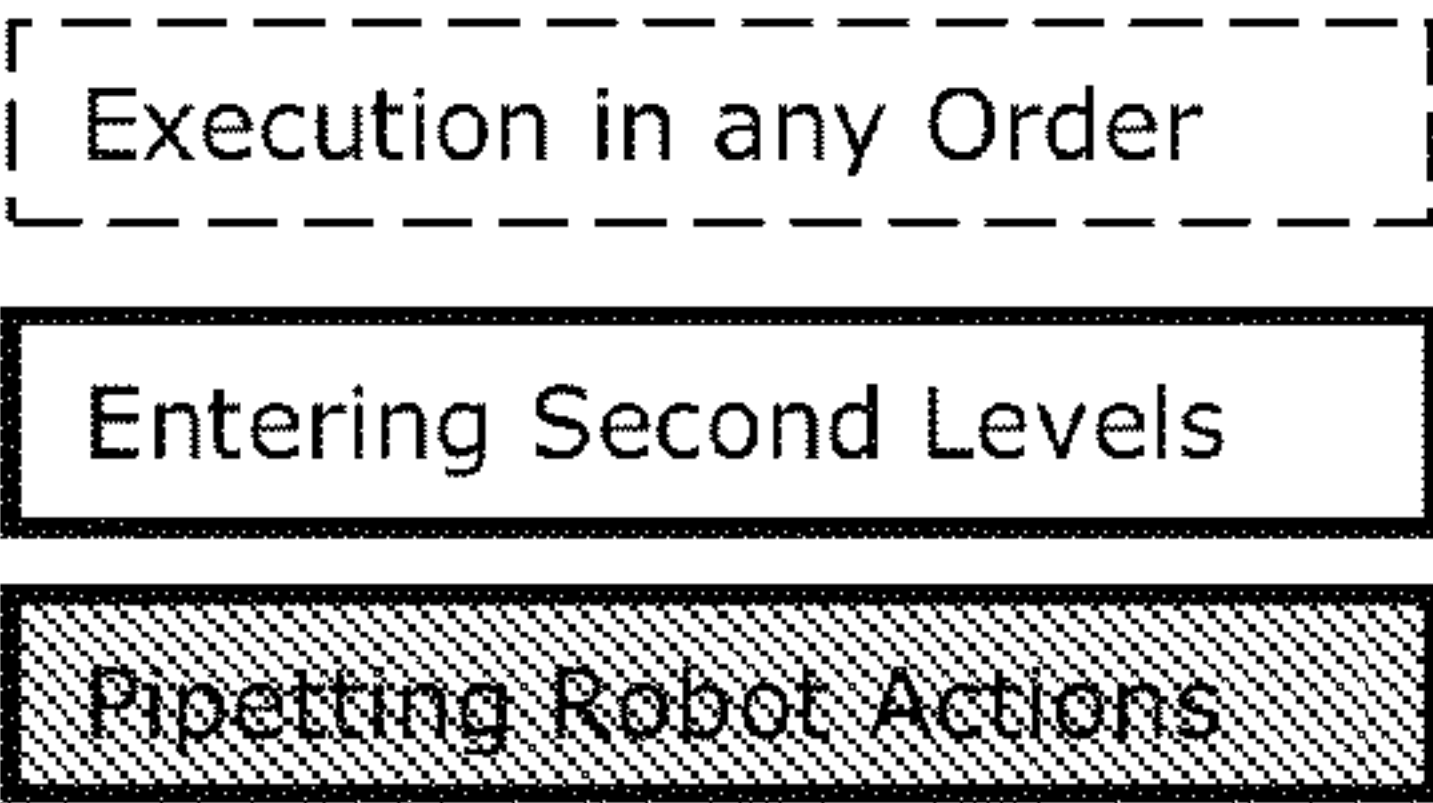 Execution in any Order
Entering Second Levels
Pipetting Robot Actions